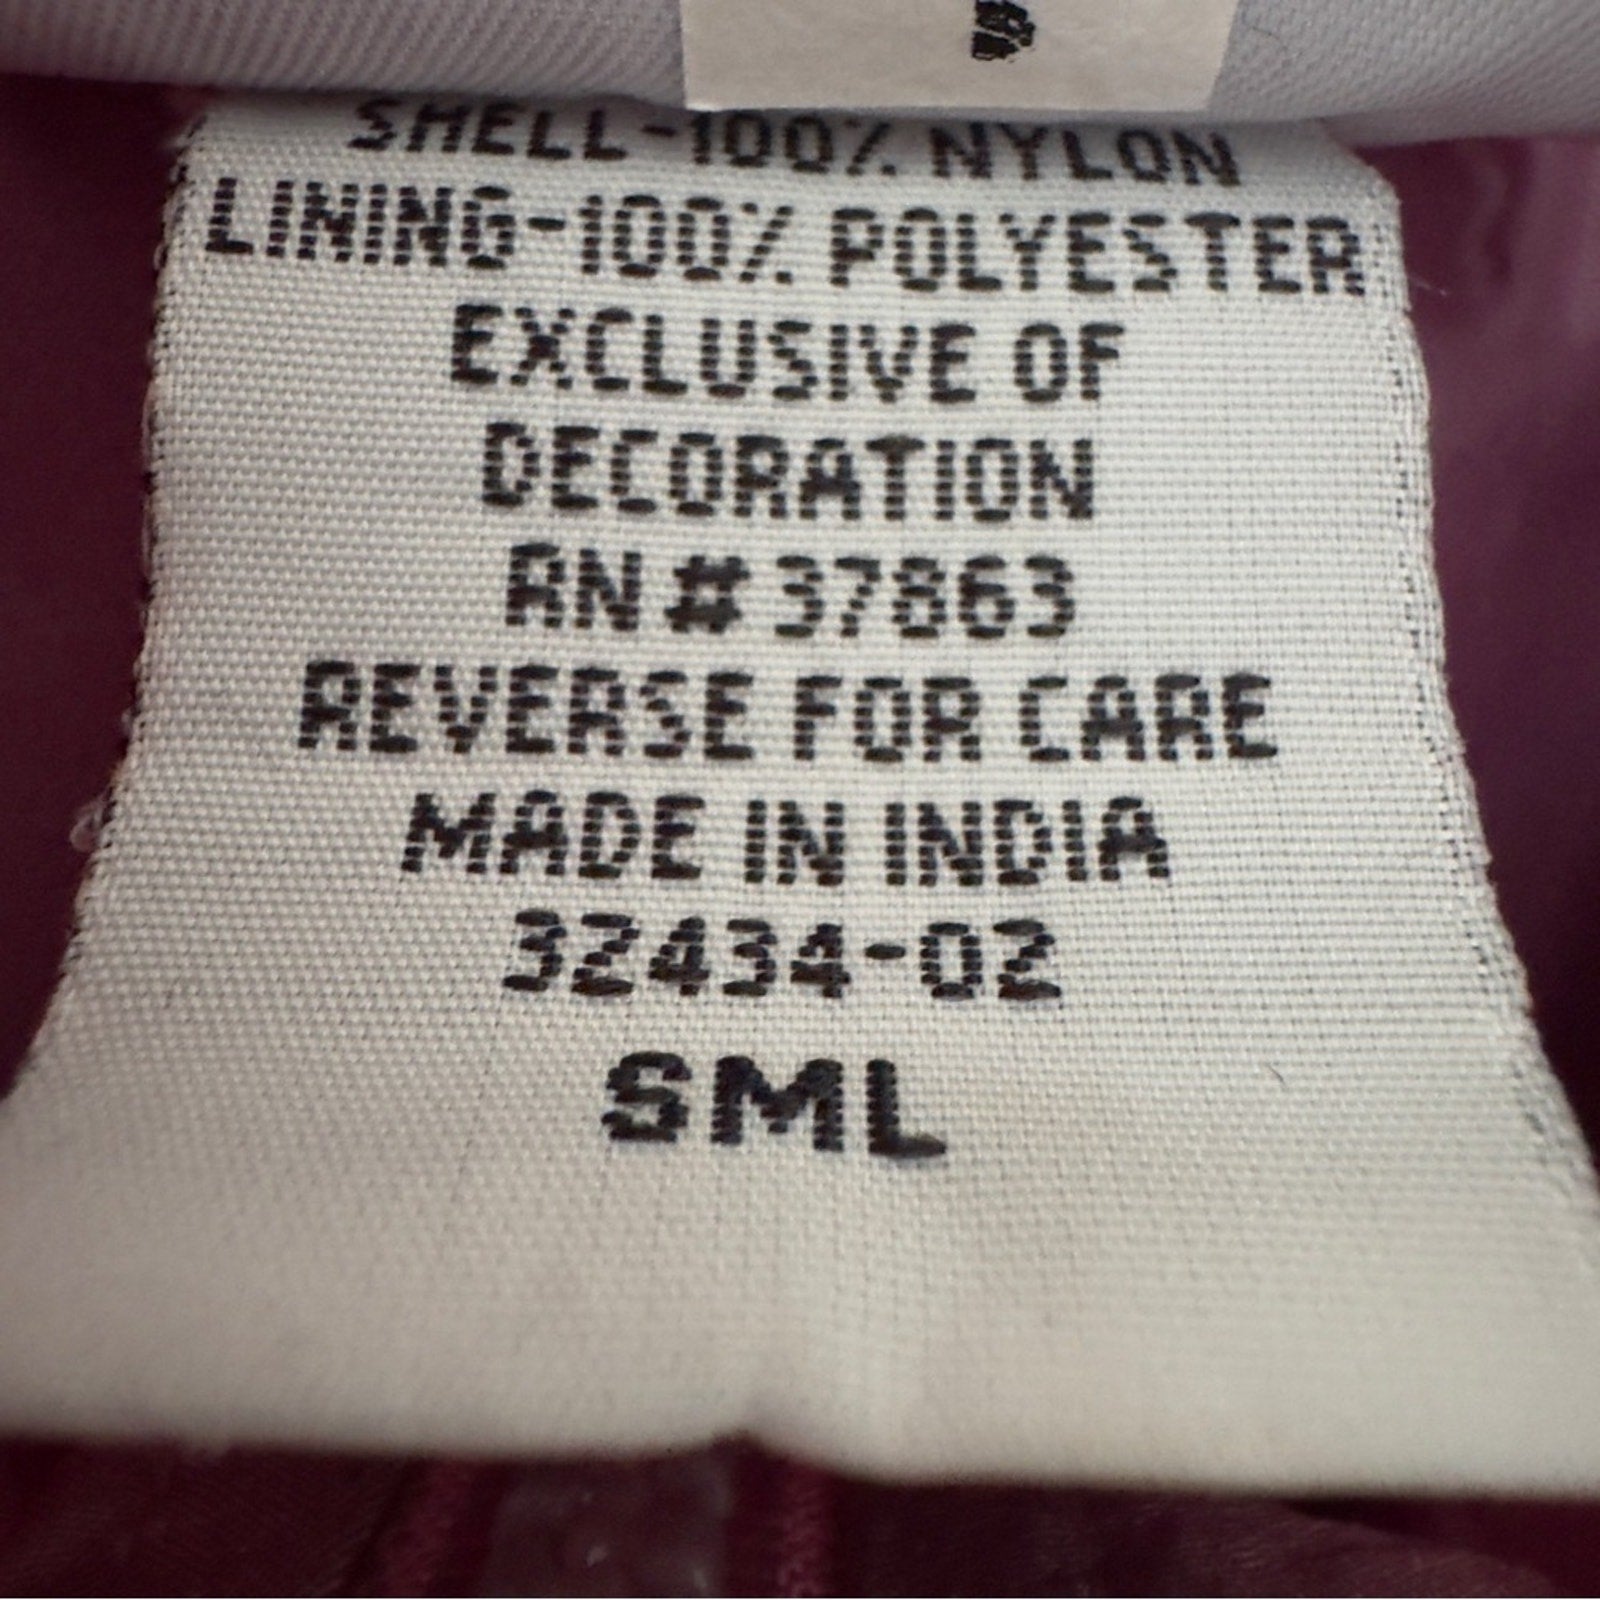 SHELL-100% NYLON
LINING-100% POLYESTER
EXCLUSIVE OF
DECORATION
RN#37863
REVERSE FOR CARE
MADE IN INDIA
32434-02
SML